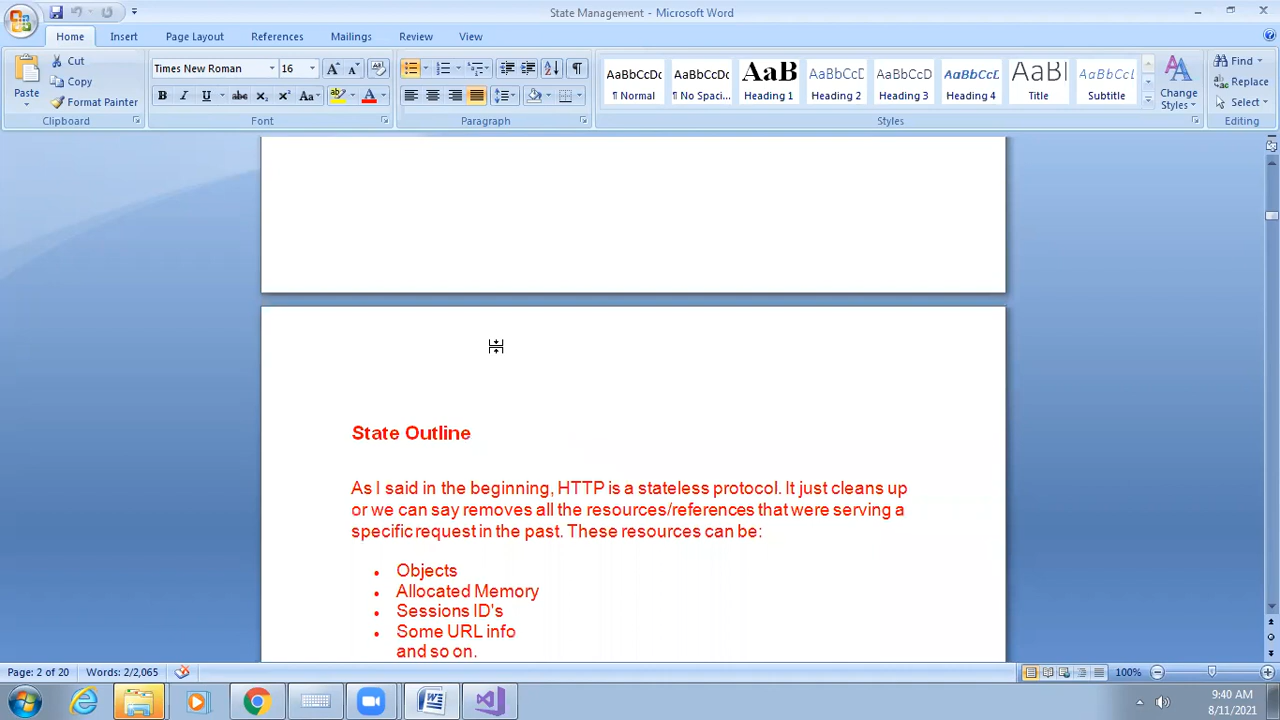 State Management - Microsoft Word
Home Insert Page Layout References Mailings Review View
Paste
Cut
Copy
Format Painter
Clipboard
Times New Roman 16
Font
Paragraph
AaBbCcDc AaBbCcDc AaB AaBbCcD AaBbCcD AaBbCcL AaBl AaBbCcD
¶ Normal ¶ No Spaci... Heading 1 Heading 2 Heading 3 Heading 4 Title Subtitle
Change Styles
Styles
Find
Replace
Select
Editing
State Outline
As I said in the beginning, HTTP is a stateless protocol. It just cleans up
or we can say removes all the resources/references that were serving a
specific request in the past. These resources can be:
• Objects
• Allocated Memory
• Sessions ID's
• Some URL info
and so on.
Page: 2 of 20 Words: 2/2,065 100%
9:40 AM
8/11/2021